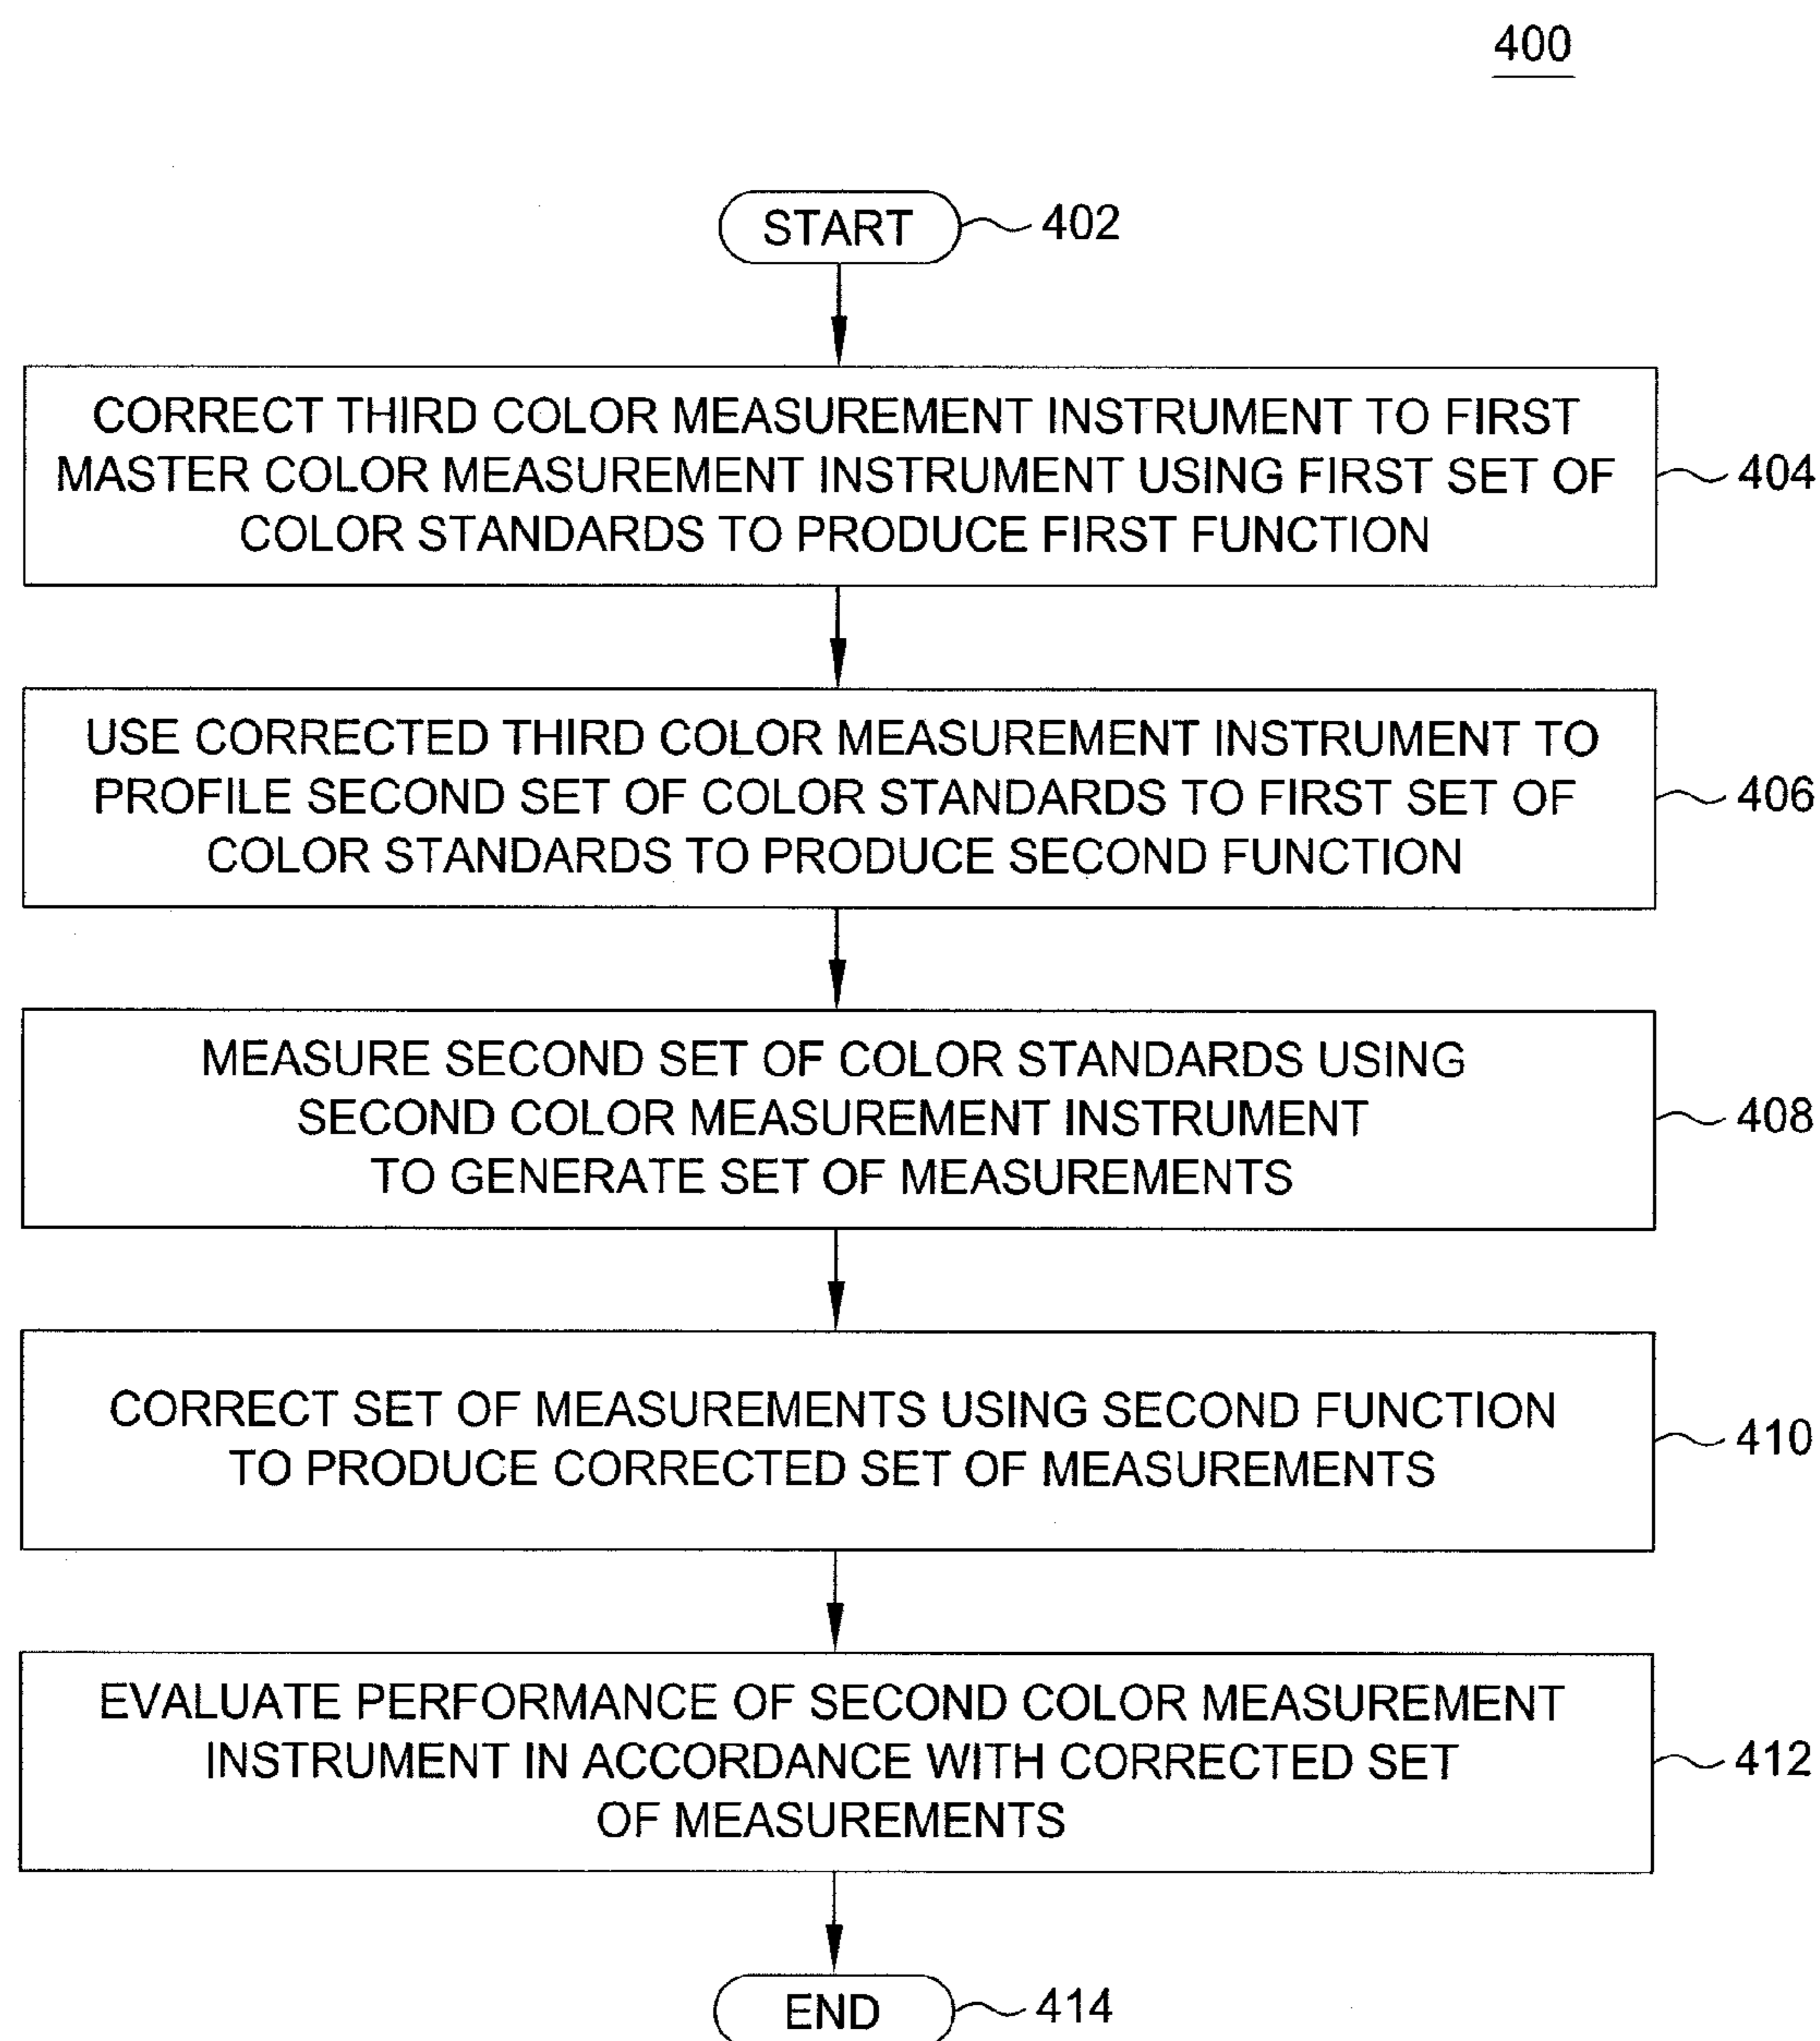 400
START
402
CORRECT THIRD COLOR MEASUREMENT INSTRUMENT TO FIRST
MASTER COLOR MEASUREMENT INSTRUMENT USING FIRST SET OF
COLOR STANDARDS TO PRODUCE FIRST FUNCTION
404
USE CORRECTED THIRD COLOR MEASUREMENT INSTRUMENT TO
PROFILE SECOND SET OF COLOR STANDARDS TO FIRST SET OF
COLOR STANDARDS TO PRODUCE SECOND FUNCTION
406
MEASURE SECOND SET OF COLOR STANDARDS USING
SECOND COLOR MEASUREMENT INSTRUMENT
TO GENERATE SET OF MEASUREMENTS
408
CORRECT SET OF MEASUREMENTS USING SECOND FUNCTION
TO PRODUCE CORRECTED SET OF MEASUREMENTS
410
EVALUATE PERFORMANCE OF SECOND COLOR MEASUREMENT
INSTRUMENT IN ACCORDANCE WITH CORRECTED SET
OF MEASUREMENTS
412
END
414